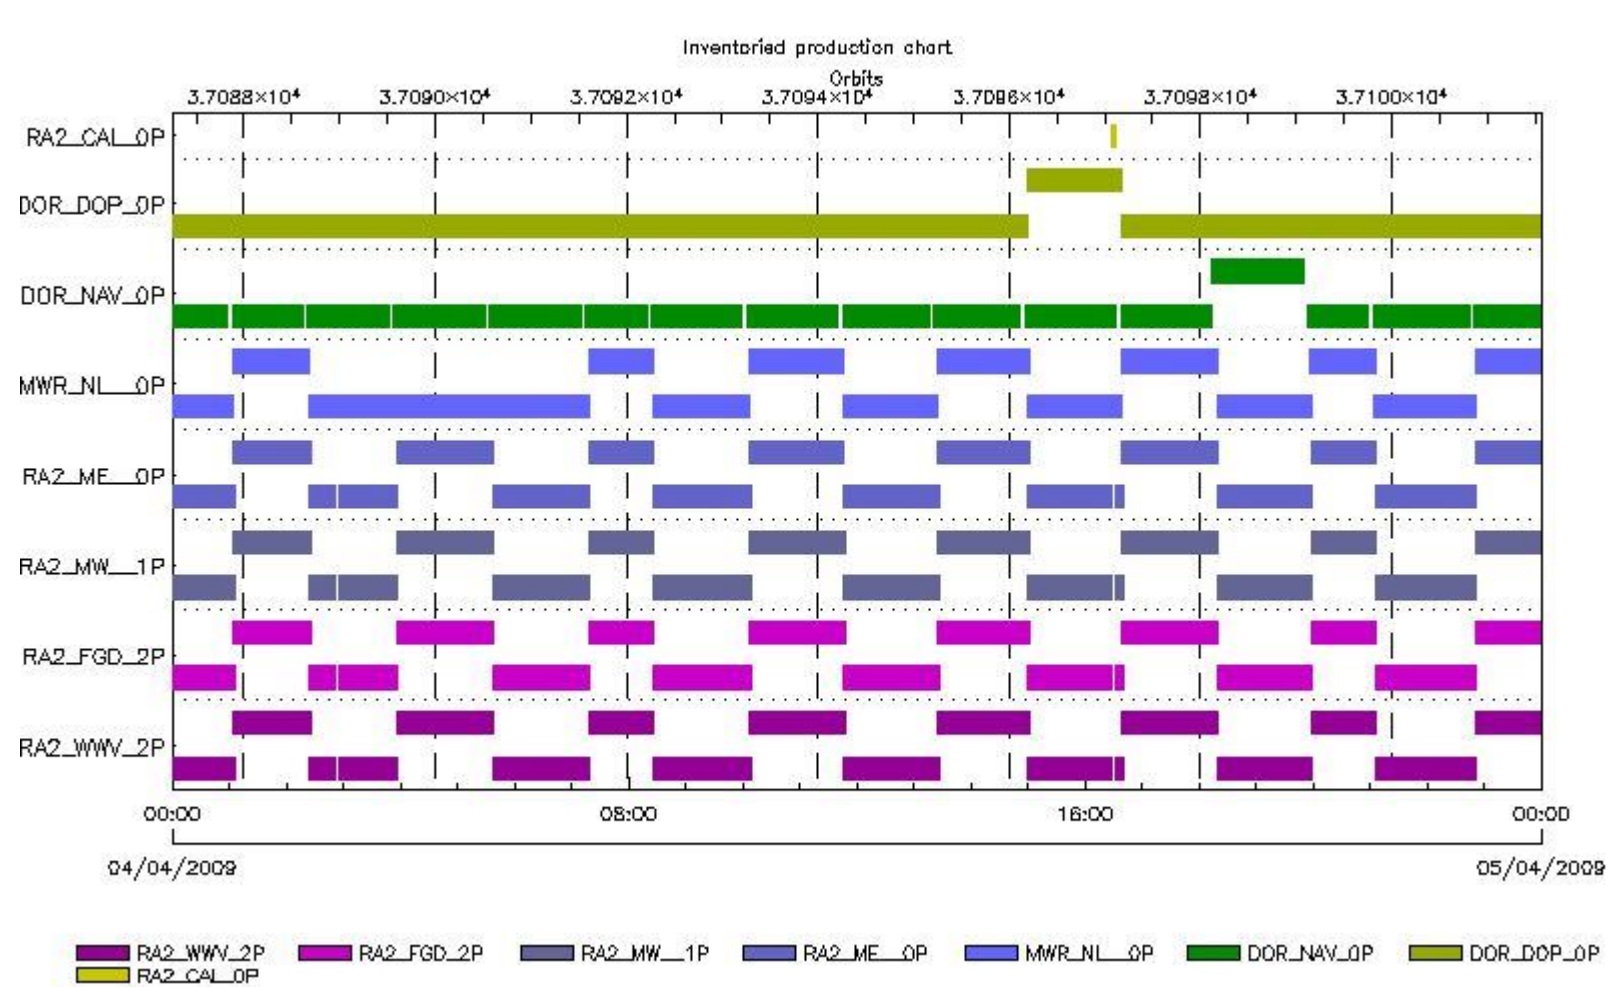 Inventoried production chart
Orbits
3.7088×10⁴ 3.7090×10⁴ 3.7092×10⁴ 3.7094×10⁴ 3.7096×10⁴ 3.7098×10⁴ 3.7100×10⁴
RA2_CAL_0P
DOR_DOP_0P
DOR_NAV_0P
MWR_NL__0P
RA2_ME__0P
RA2_MW__1P
RA2_FGD_2P
RA2_WWV_2P
00:00 08:00 16:00 00:00
04/04/2009 05/04/2009
RA2_WWV_2P RA2_FGD_2P RA2_MW__1P RA2_ME__0P MWR_NL__0P DOR_NAV_0P DOR_DOP_0P
RA2_CAL_0P